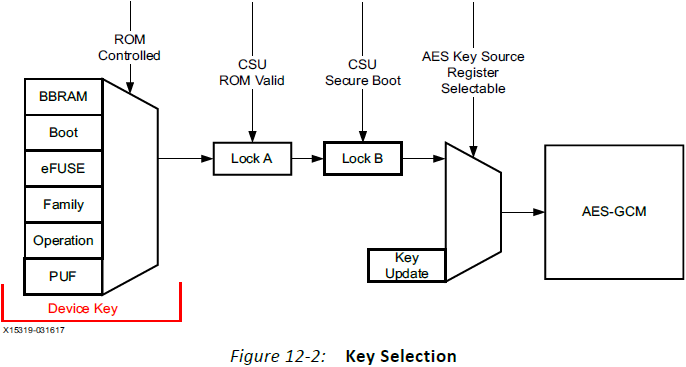 ROM
Controlled
CSU
ROM Valid
CSU
Secure Boot
AES Key Source
Register
Selectable
BBRAM
Boot
eFUSE
Family
Operation
PUF
Lock A
Lock B
Key
Update
AES-GCM
Device Key
X15319-031617
Figure 12-2: Key Selection